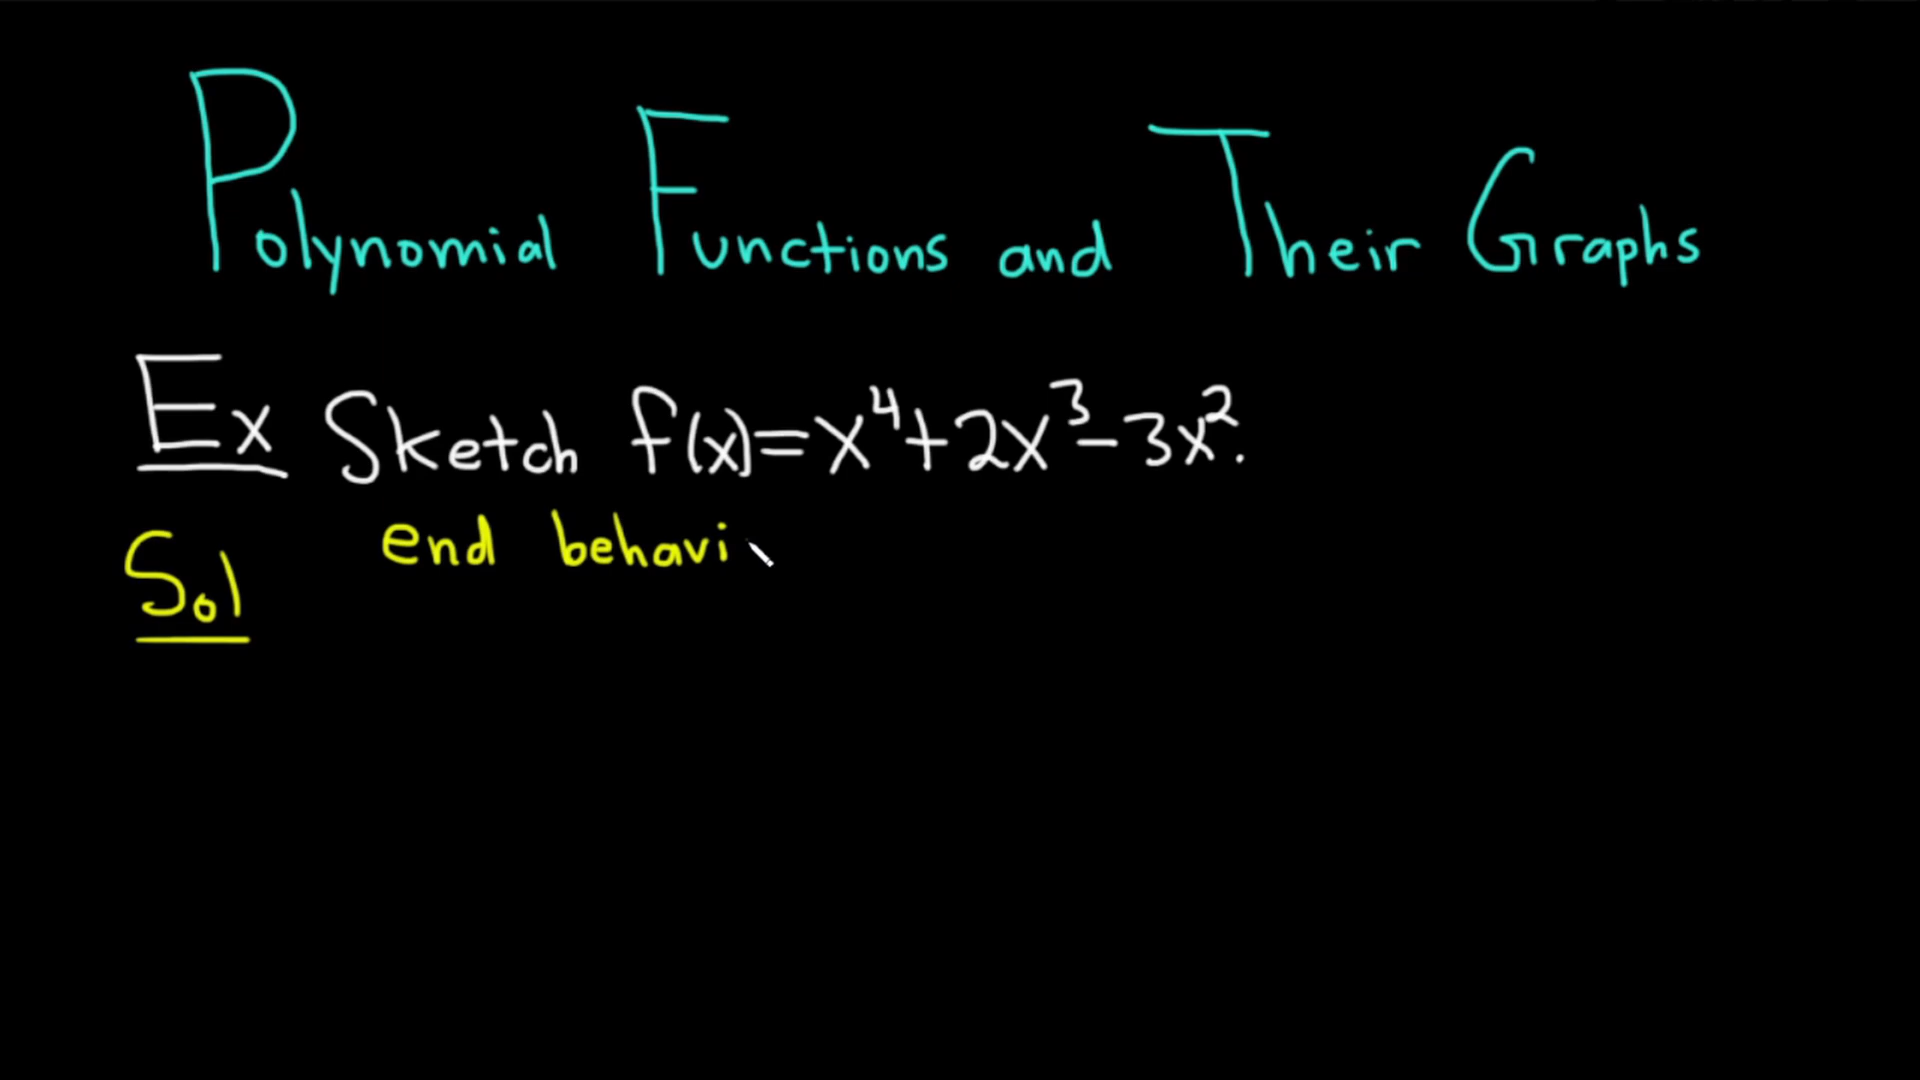 Polynomial Functions and Their Graphs
Ex Sketch f(x)=x⁴+2x³-3x².
end behavi
Sol